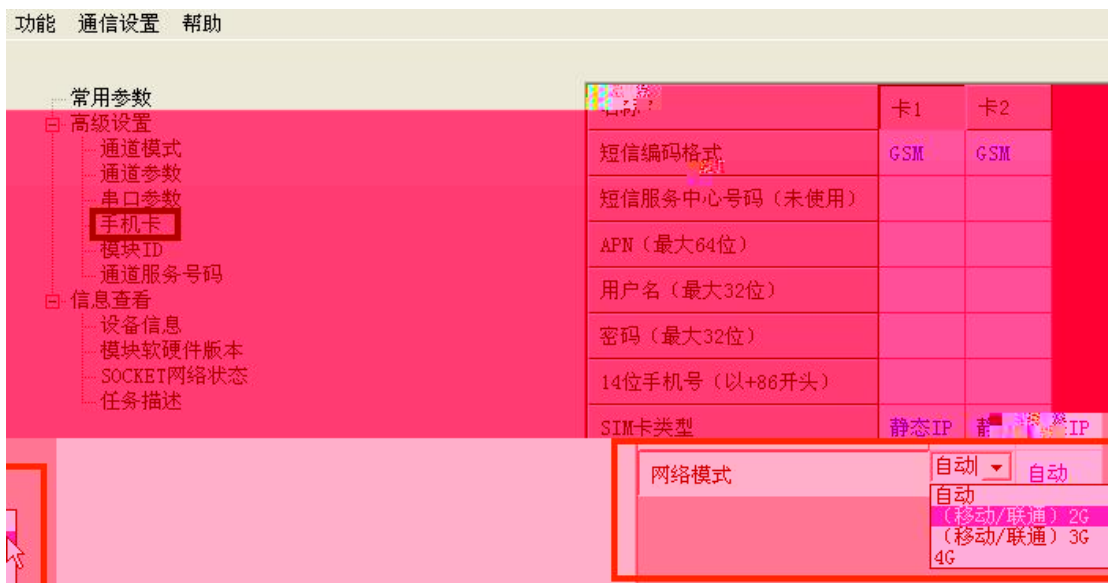 功能 通信设置 帮助
常用参数
高级设置
通道模式
通道参数
串口参数
手机卡
模块ID
通道服务号码
信息查看
设备信息
模块软硬件版本
SOCKET网络状态
任务描述
名称 卡1 卡2
短信编码格式 GSM GSM
短信服务中心号码（未使用）
APN（最大64位）
用户名（最大32位）
密码（最大32位）
14位手机号（以+86开头）
SIM卡类型 静态IP 静 IP
网络模式 自动 自动
自动
（移动/联通）2G
（移动/联通）3G
4G